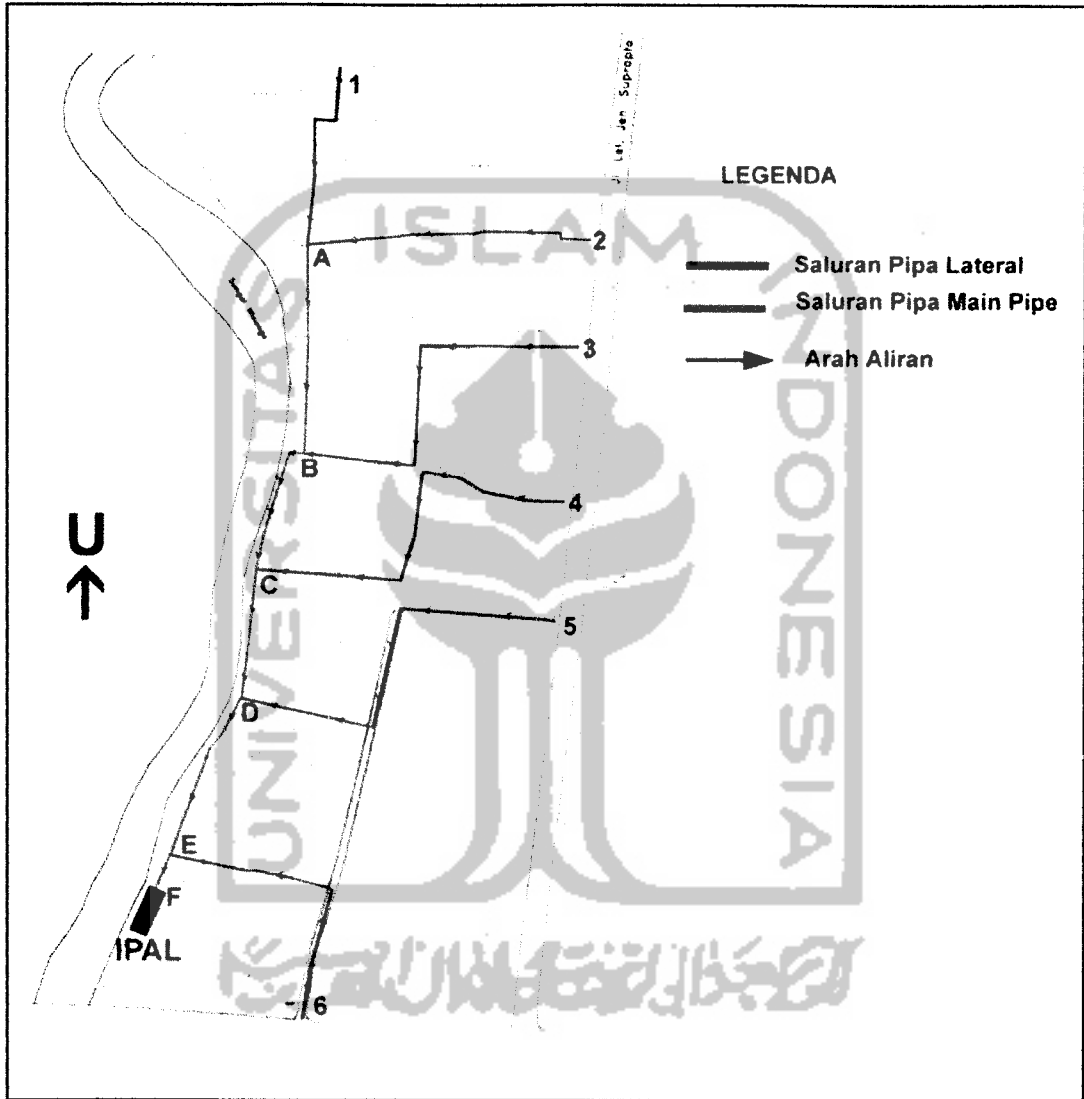 1
Jl Let. Jen Suprapto
LEGENDA
ISLAM
2
A
Saluran Pipa Lateral
Saluran Pipa Main Pipe
Arah Aliran
3
UNIVERSITAS
INDONESIA
B
4
U
C
5
D
E
F
IPAL
6